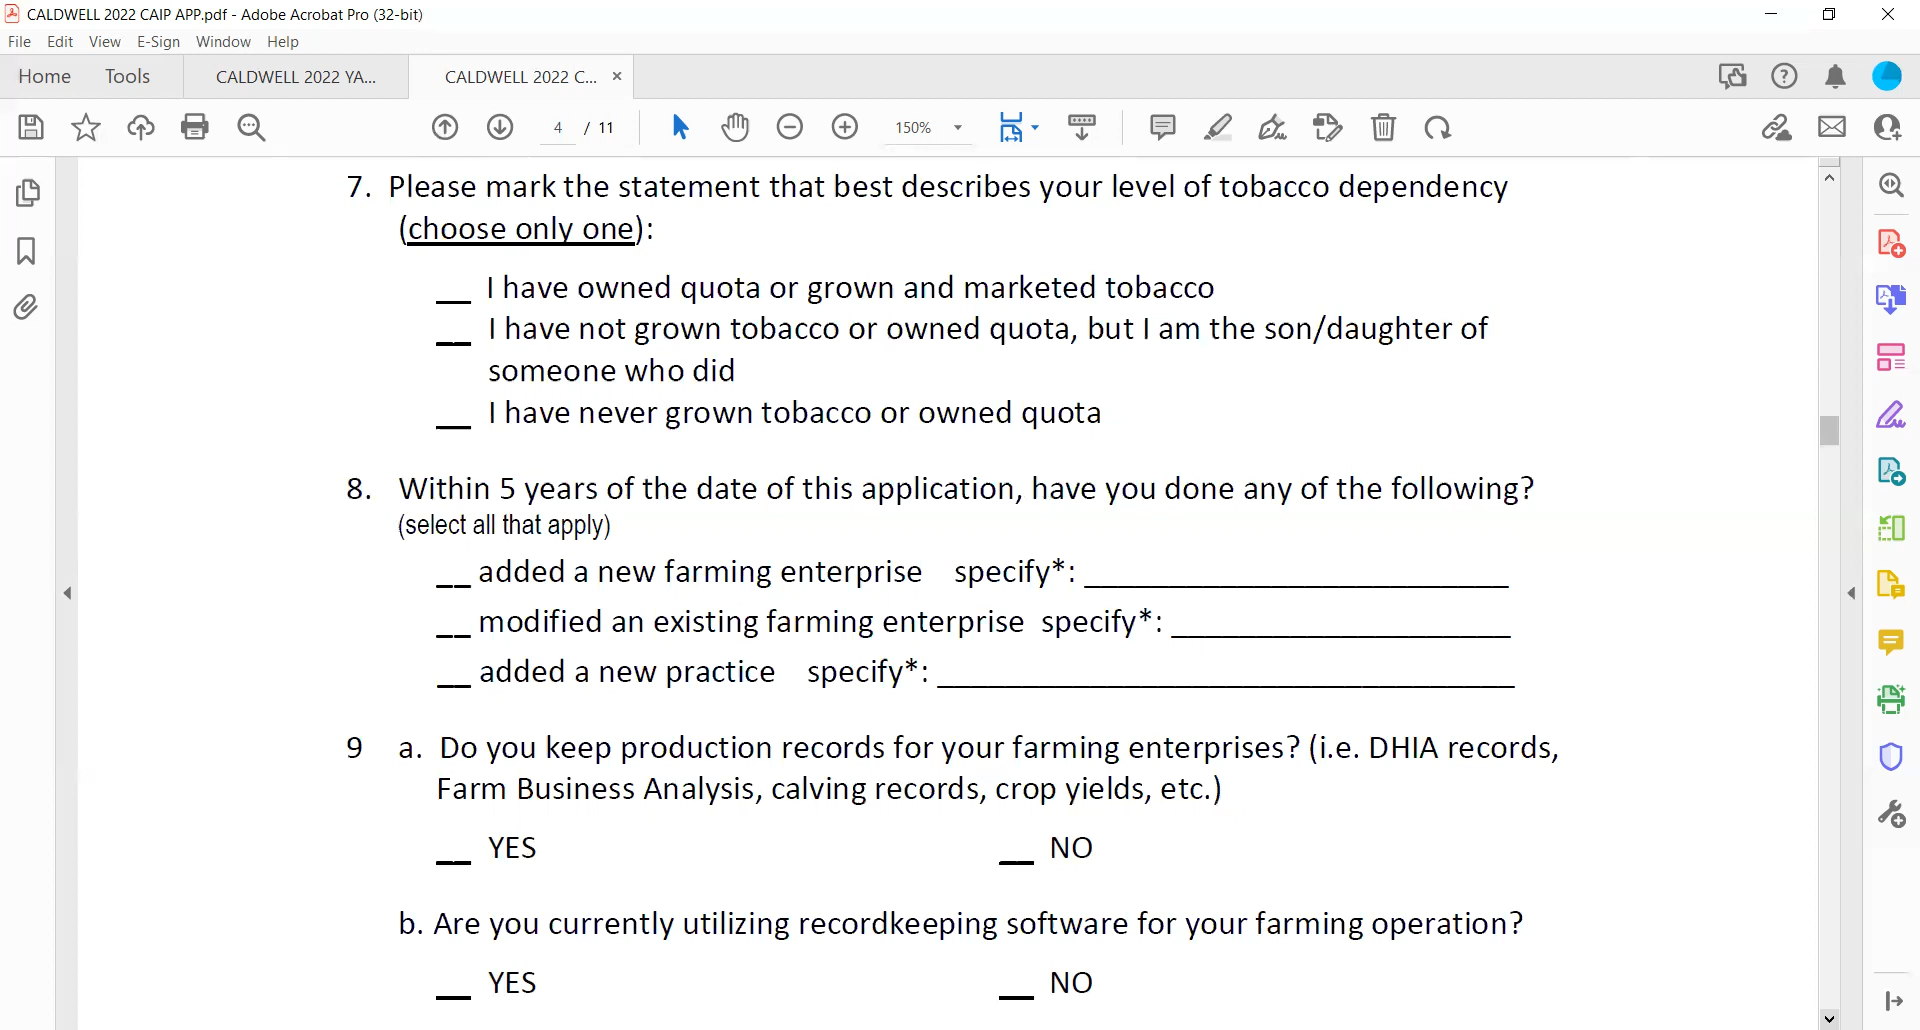 CALDWELL 2022 CAIP APP.pdf - Adobe Acrobat Pro (32-bit)
File Edit View E-Sign Window Help
Home Tools CALDWELL 2022 YA... CALDWELL 2022 C... ×
4 / 11 150%
7. Please mark the statement that best describes your level of tobacco dependency
(choose only one):
__ I have owned quota or grown and marketed tobacco
__ I have not grown tobacco or owned quota, but I am the son/daughter of
someone who did
__ I have never grown tobacco or owned quota
8. Within 5 years of the date of this application, have you done any of the following?
(select all that apply)
__ added a new farming enterprise specify*: _________________________
__ modified an existing farming enterprise specify*: ____________________
__ added a new practice specify*: __________________________________
9 a. Do you keep production records for your farming enterprises? (i.e. DHIA records,
Farm Business Analysis, calving records, crop yields, etc.)
__ YES __ NO
b. Are you currently utilizing recordkeeping software for your farming operation?
__ YES __ NO